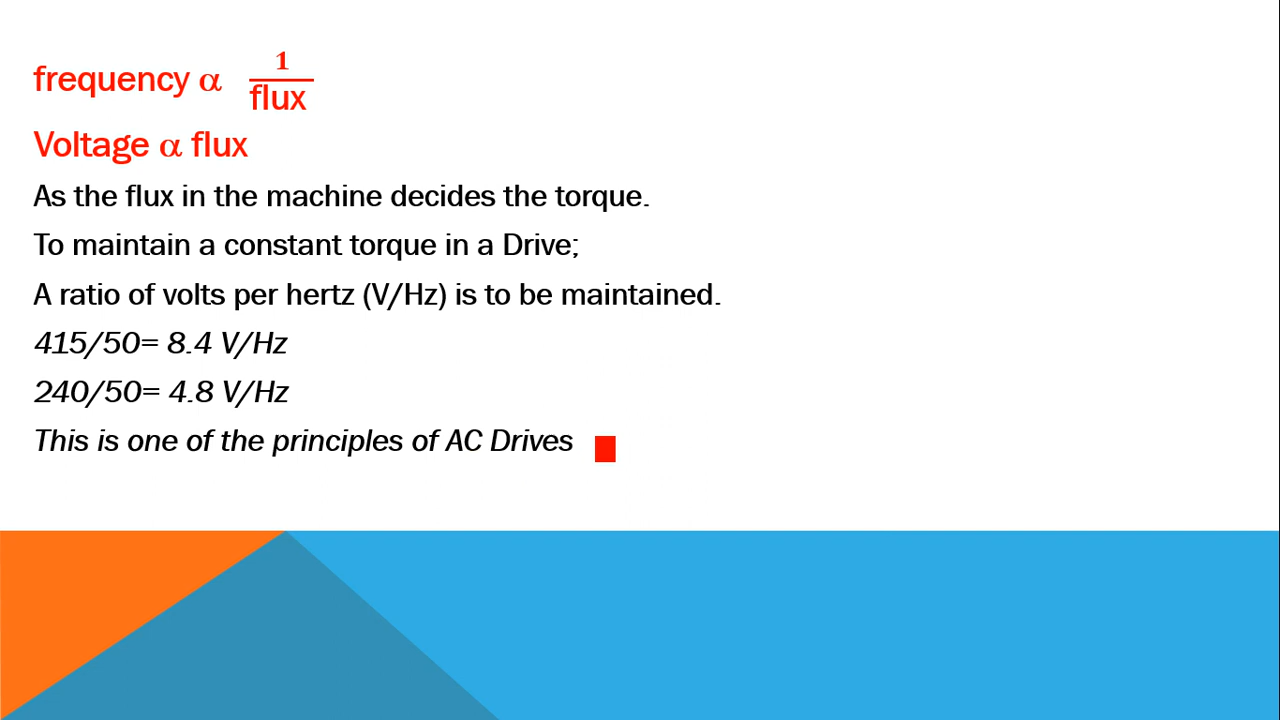 frequency α 1/flux
Voltage α flux
As the flux in the machine decides the torque.
To maintain a constant torque in a Drive;
A ratio of volts per hertz (V/Hz) is to be maintained.
415/50= 8.4 V/Hz
240/50= 4.8 V/Hz
This is one of the principles of AC Drives